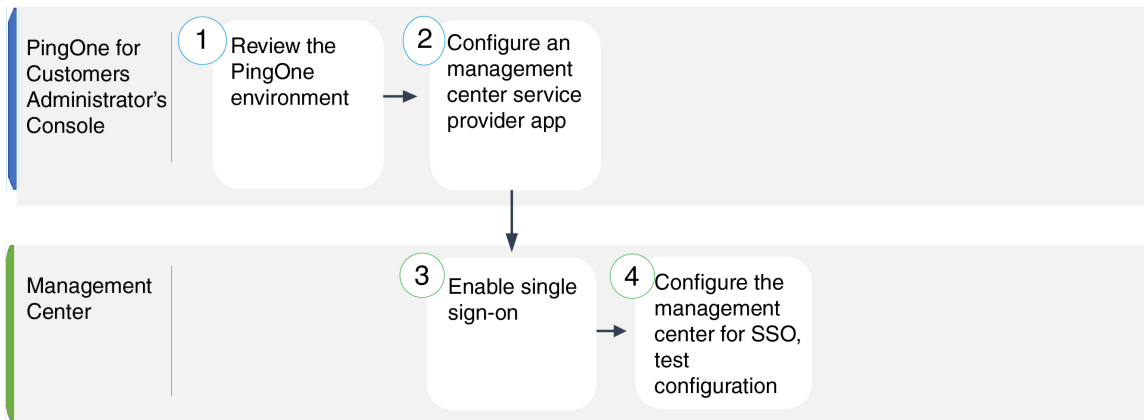 PingOne for
Customers
Administrator's
Console
1
Review the
PingOne
environment
2
Configure an
management
center service
provider app
Management
Center
3
Enable single
sign-on
4
Configure the
management
center for SSO,
test
configuration